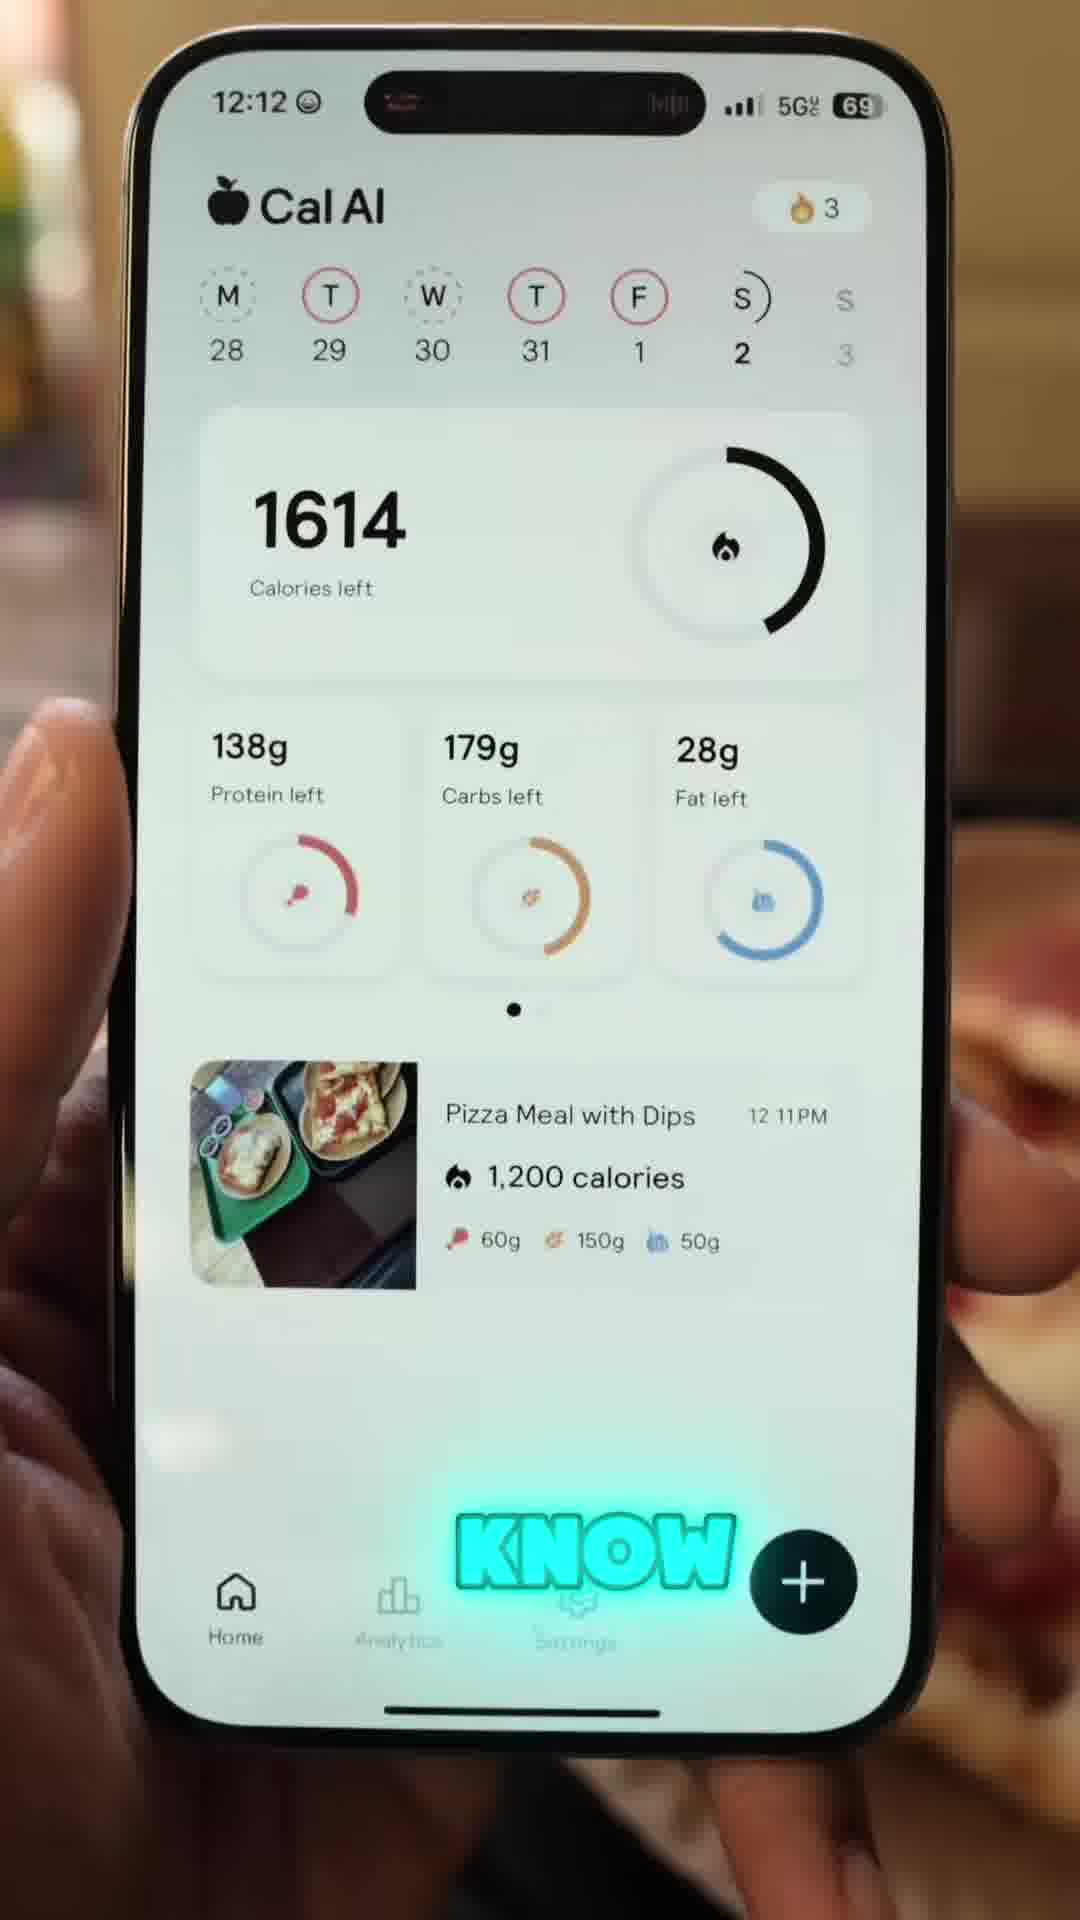 12:12 5G 69
Cal AI
3
M T W T F S S
28 29 30 31 1 2 3
1614
Calories left
138g 179g 28g
Protein left Carbs left Fat left
Pizza Meal with Dips 12 11 PM
1,200 calories
60g 150g 50g
KNOW
Home Analytics Settings